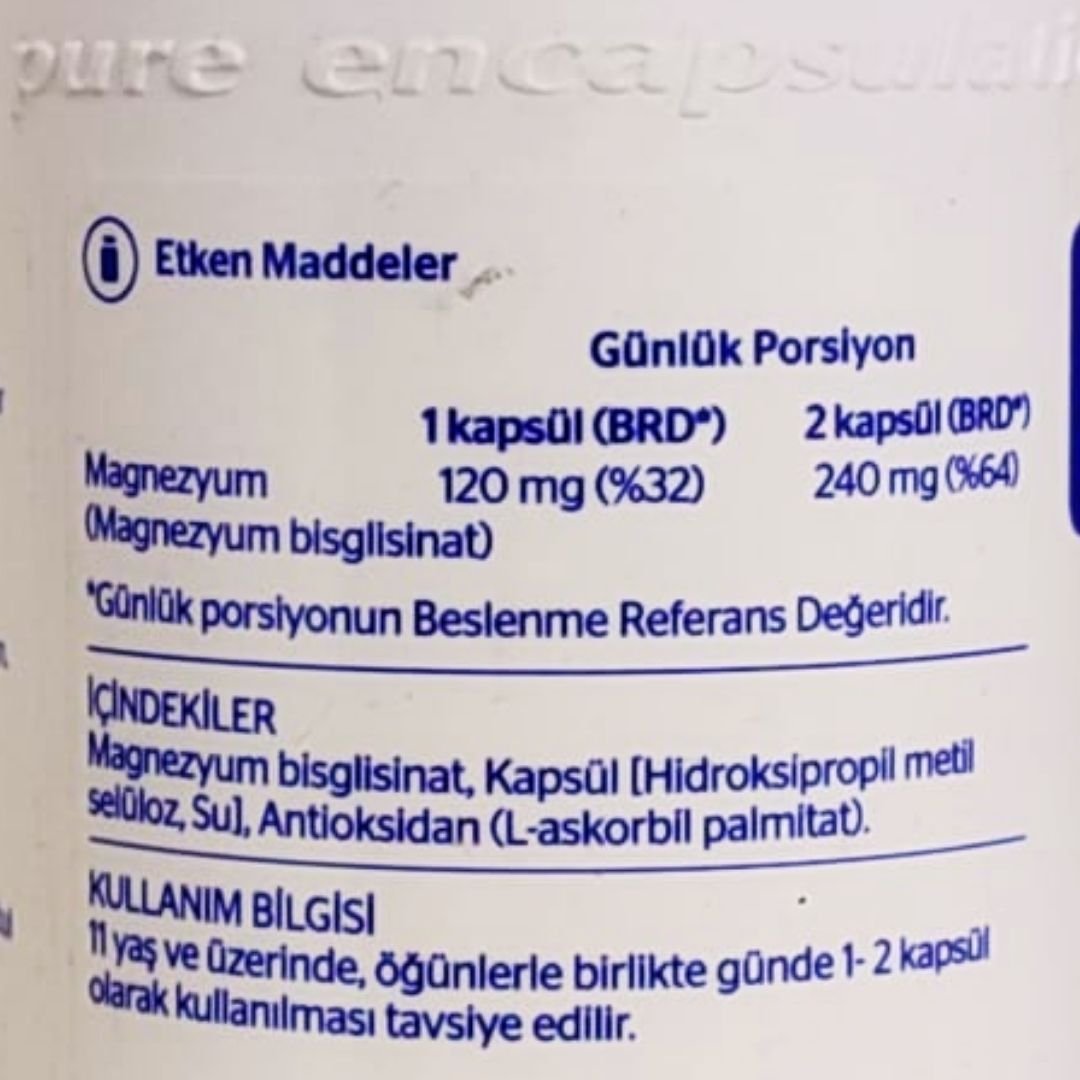 pure encapsulati
Etken Maddeler
Günlük Porsiyon
1 kapsül (BRD*) 2 kapsül (BRD*)
Magnezyum 120 mg (%32) 240 mg (%64)
(Magnezyum bisglisinat)
*Günlük porsiyonun Beslenme Referans Değeridir.
İÇİNDEKİLER
Magnezyum bisglisinat, Kapsül [Hidroksipropil metil
selüloz, Su], Antioksidan (L-askorbil palmitat).
KULLANIM BİLGİSİ
11 yaş ve üzerinde, öğünlerle birlikte günde 1- 2 kapsül
olarak kullanılması tavsiye edilir.